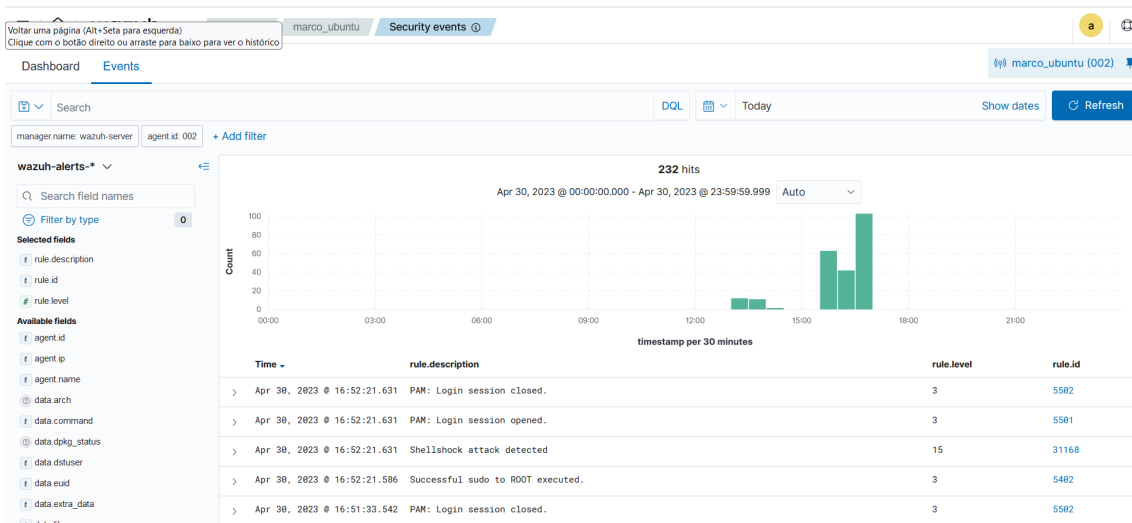 Voltar uma página (Alt+Seta para esquerda)
Clique com o botão direito ou arraste para baixo para ver o histórico
marco_ubuntu
Security events
a
Dashboard
Events
marco_ubuntu (002)
Search
DQL
Today
Show dates
Refresh
manager.name: wazuh-server
agent.id: 002
+ Add filter
wazuh-alerts-*
Search field names
Filter by type
0
Selected fields
t rule.description
t rule.id
# rule.level
Available fields
t agent.id
t agent.ip
t agent.name
data.arch
t data.command
data.dpkg_status
t data.dstuser
t data.euid
t data.extra_data
232 hits
Apr 30, 2023 @ 00:00:00.000 - Apr 30, 2023 @ 23:59:59.999
Auto
Count
100
80
60
40
20
0
00:00 03:00 06:00 09:00 12:00 15:00 18:00 21:00
timestamp per 30 minutes
Time rule.description rule.level rule.id
Apr 30, 2023 @ 16:52:21.631 PAM: Login session closed. 3 5502
Apr 30, 2023 @ 16:52:21.631 PAM: Login session opened. 3 5501
Apr 30, 2023 @ 16:52:21.631 Shellshock attack detected 15 31168
Apr 30, 2023 @ 16:52:21.586 Successful sudo to ROOT executed. 3 5402
Apr 30, 2023 @ 16:51:33.542 PAM: Login session closed. 3 5502